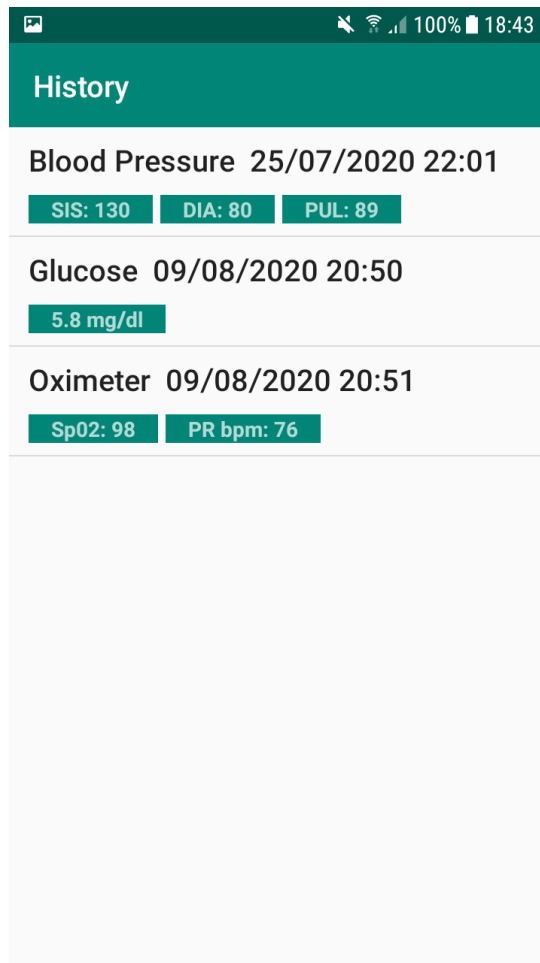 100% 18:43
History
Blood Pressure 25/07/2020 22:01
SIS: 130 DIA: 80 PUL: 89
Glucose 09/08/2020 20:50
5.8 mg/dl
Oximeter 09/08/2020 20:51
Sp02: 98 PR bpm: 76